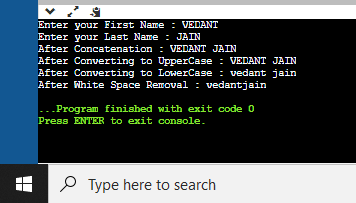 Enter your First Name : VEDANT
Enter your Last Name : JAIN
After Concatenation : VEDANT JAIN
After Converting to UpperCase : VEDANT JAIN
After Converting to LowerCase : vedant jain
After White Space Removal : vedantjain
...Program finished with exit code 0
Press ENTER to exit console.
Type here to search